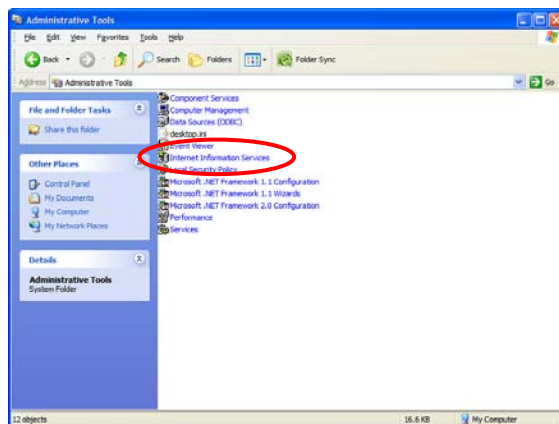 Administrative Tools
File Edit View Favorites Tools Help
Back Search Folders Folder Sync
Address Administrative Tools Go
File and Folder Tasks
Share this folder
Other Places
Control Panel
My Documents
My Computer
My Network Places
Details
Administrative Tools
System Folder
Component Services
Computer Management
Data Sources (ODBC)
desktop.ini
Event Viewer
Internet Information Services
Local Security Policy
Microsoft .NET Framework 1.1 Configuration
Microsoft .NET Framework 1.1 Wizards
Microsoft .NET Framework 2.0 Configuration
Performance
Services
12 objects 16.6 KB My Computer